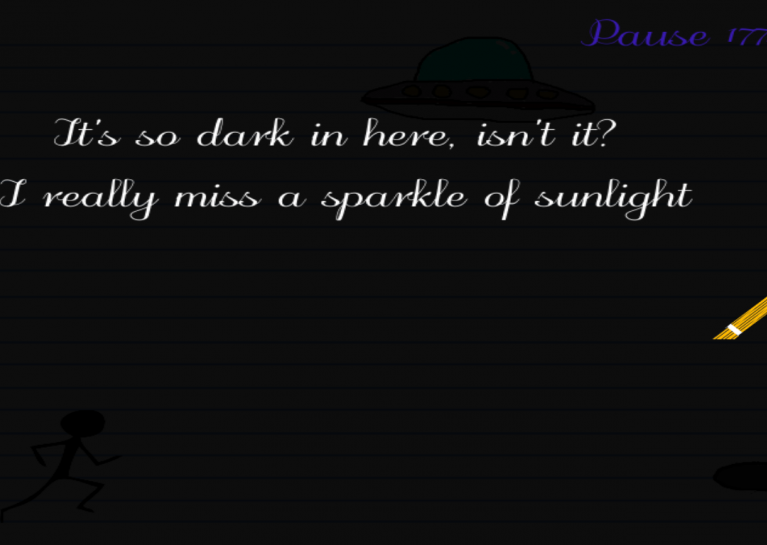 Pause 177
It's so dark in here, isn't it?
I really miss a sparkle of sunlight